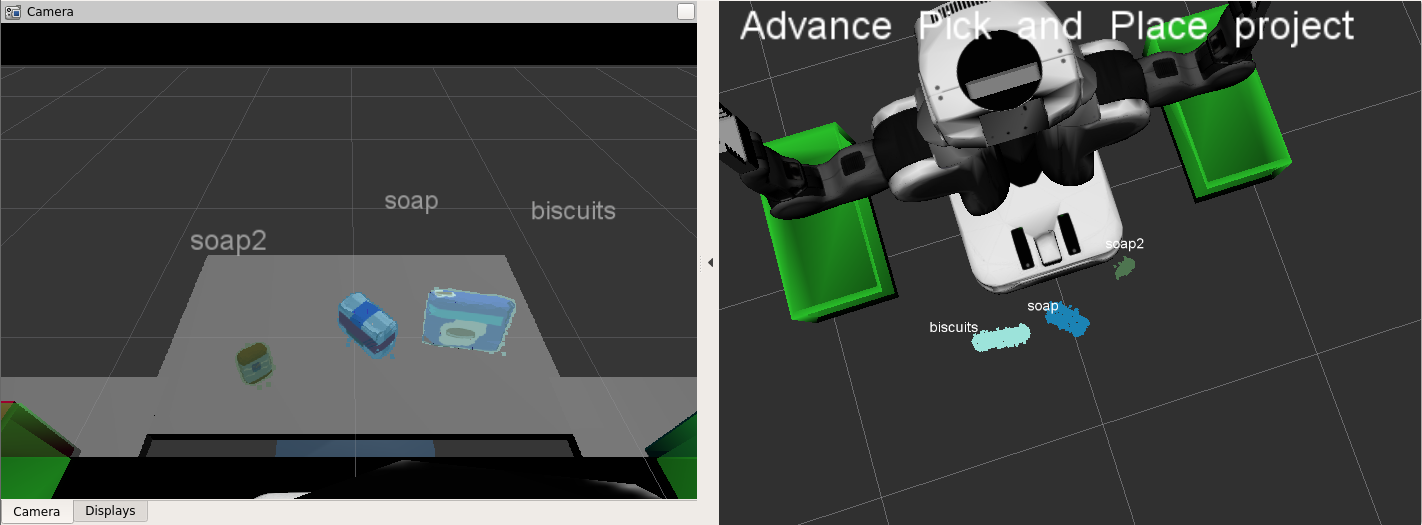 Camera
soap
biscuits
soap2
Camera
Displays
Advance Pick and Place project
soap2
soap
biscuits